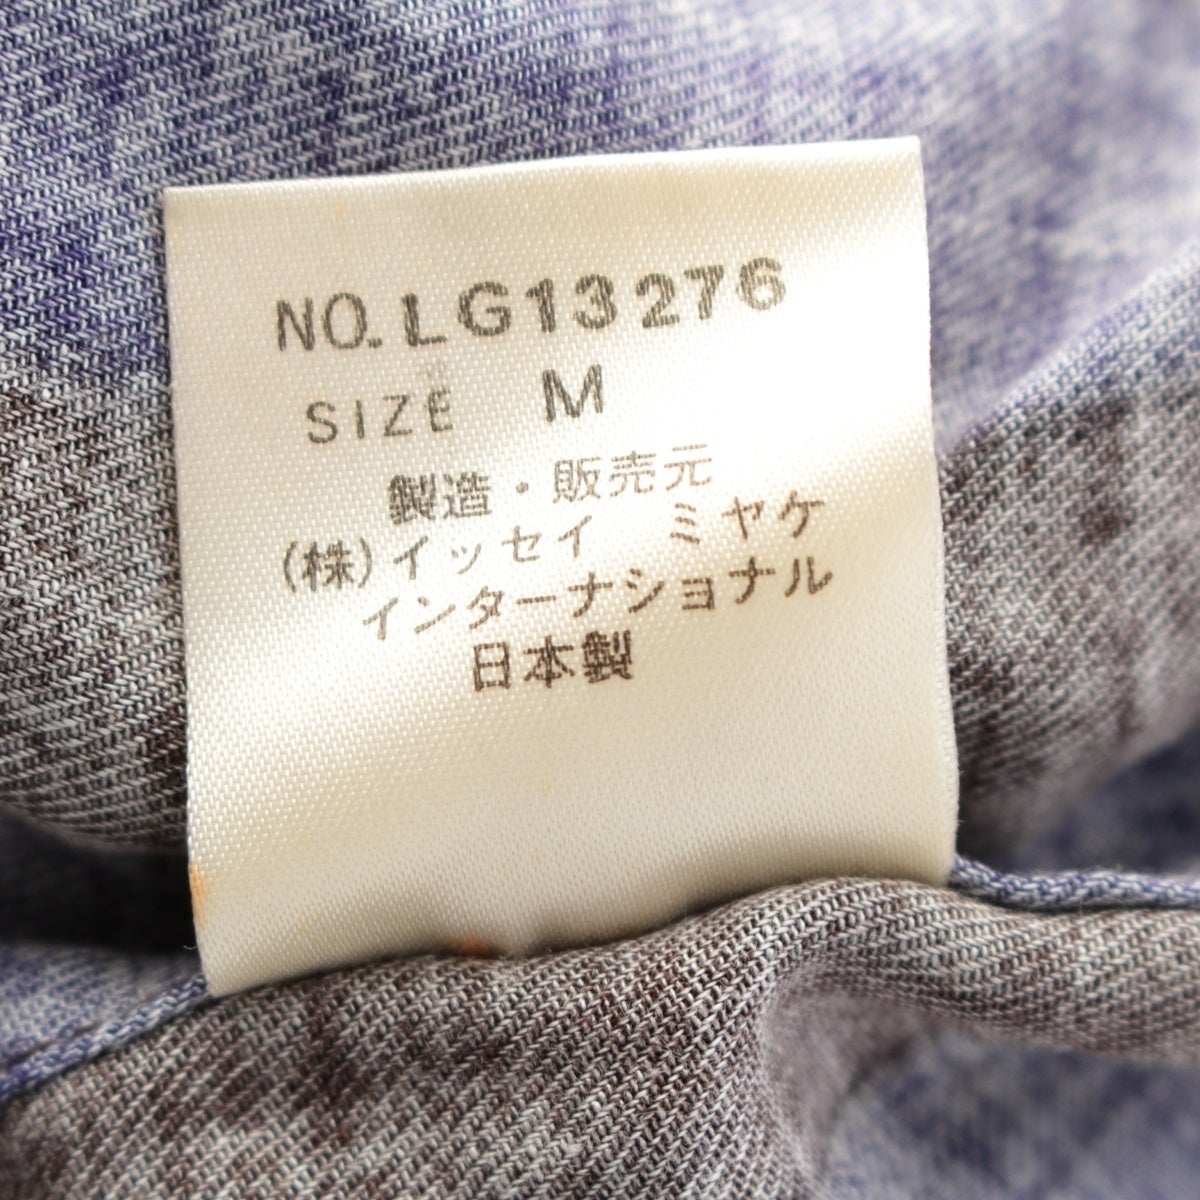 NO. LG13276
SIZE M
製造・販売元
(株)イッセイ ミヤケ
インターナショナル
日本製